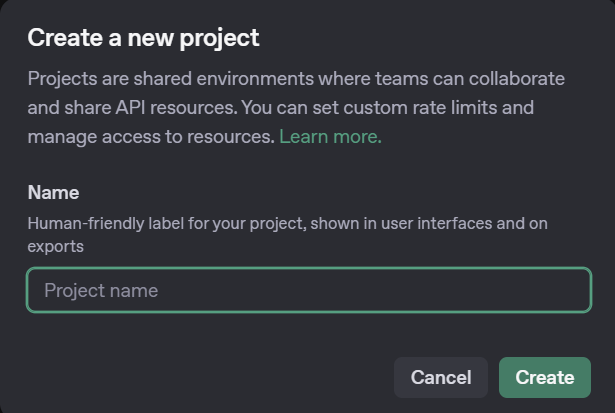 Create a new project
Projects are shared environments where teams can collaborate
and share API resources. You can set custom rate limits and
manage access to resources. Learn more.
Name
Human-friendly label for your project, shown in user interfaces and on
exports
Project name
Cancel
Create